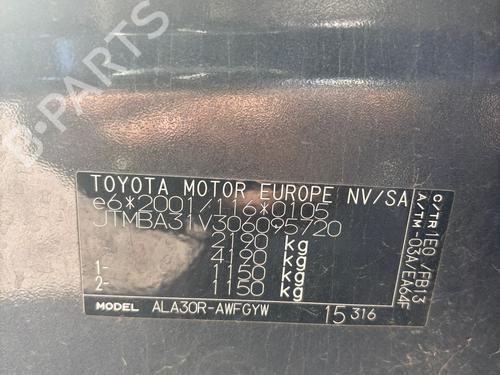 B-PARTS
TOYOTA MOTOR EUROPE NV/SA
e6*2001/116*0105
JTMBA31V306095720
2190 kg
4190 kg
1- 1150 kg
2- 1150 kg
MODEL ALA30R-AWFGYW 15 316
C/TR 1E0 /FB13
A/TM -03A/EA64F